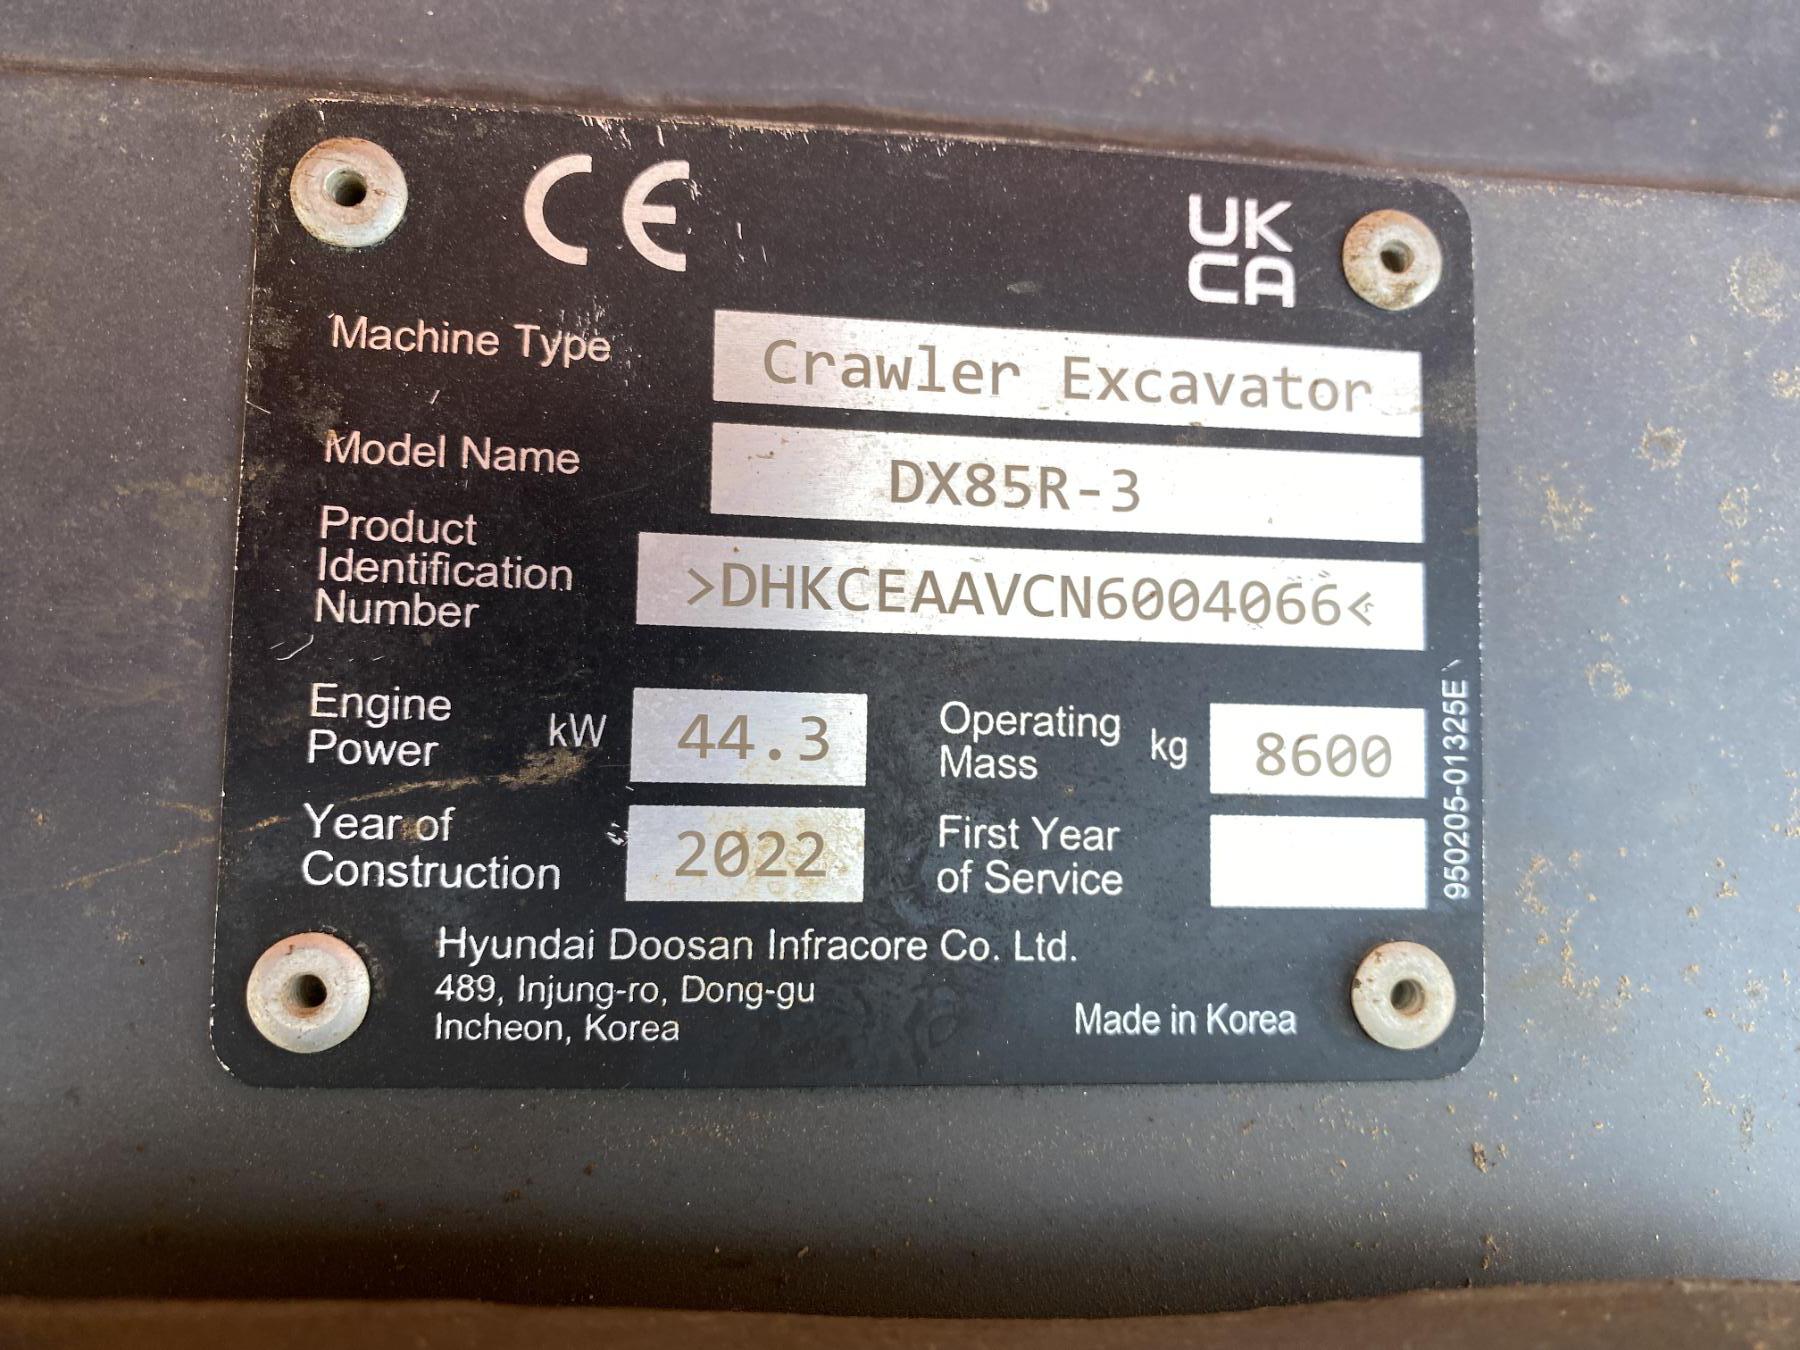 CE
UK
CA
Machine Type Crawler Excavator
Model Name DX85R-3
Product
Identification
Number >DHKCEAAVCN6004066<
Engine
Power kW 44.3
Operating
Mass kg 8600
Year of
Construction 2022
First Year
of Service
950205-01325E
Hyundai Doosan Infracore Co. Ltd.
489, Injung-ro, Dong-gu
Incheon, Korea
Made in Korea